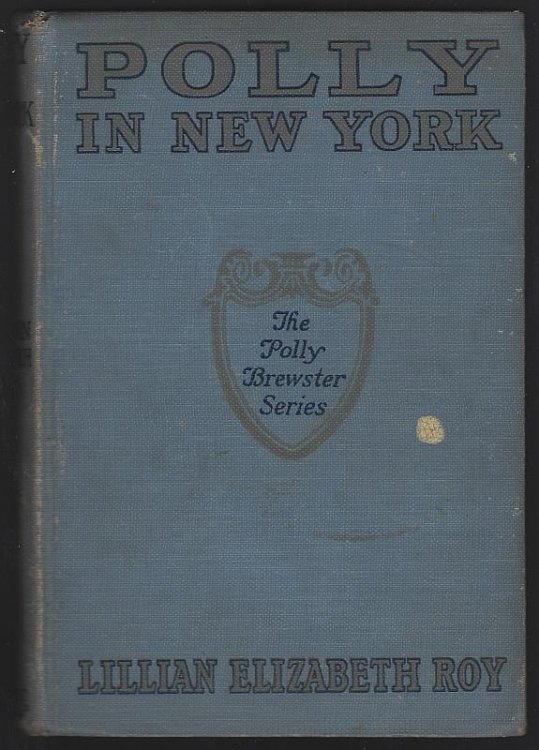 POLLY
IN NEW YORK
The
Polly
Brewster
Series
LILLIAN ELIZABETH ROY